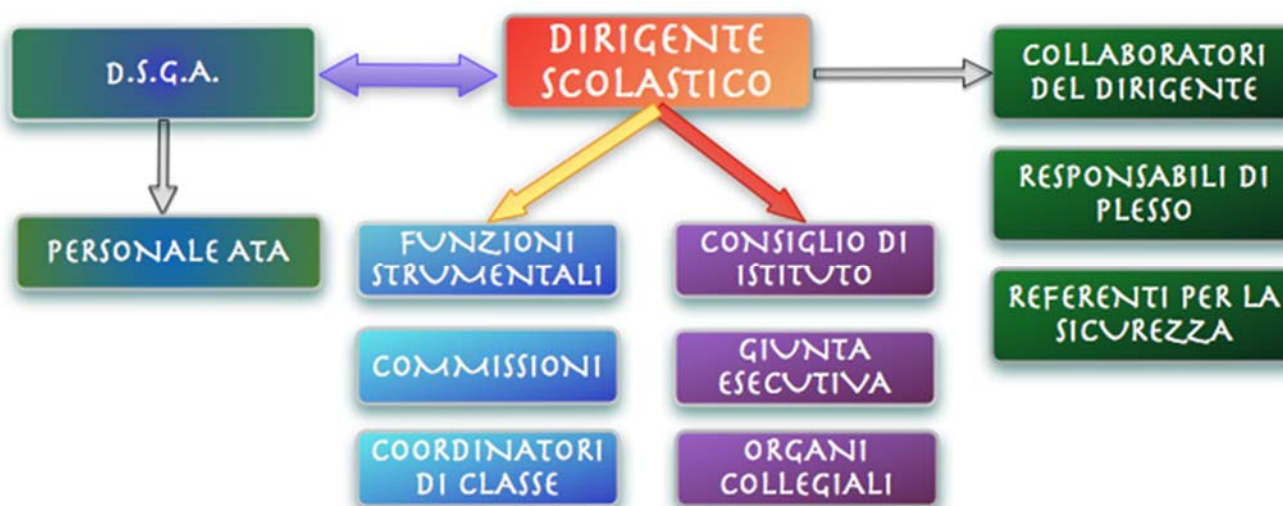 D.S.G.A.
DIRIGENTE
SCOLASTICO
COLLABORATORI
DEL DIRIGENTE
RESPONSABILI DI
PLESSO
REFERENTI PER LA
SICUREZZA
PERSONALE ATA
FUNZIONI
STRUMENTALI
COMMISSIONI
COORDINATORI
DI CLASSE
CONSIGLIO DI
ISTITUTO
GIUNTA
ESECUTIVA
ORGANI
COLLEGIALI